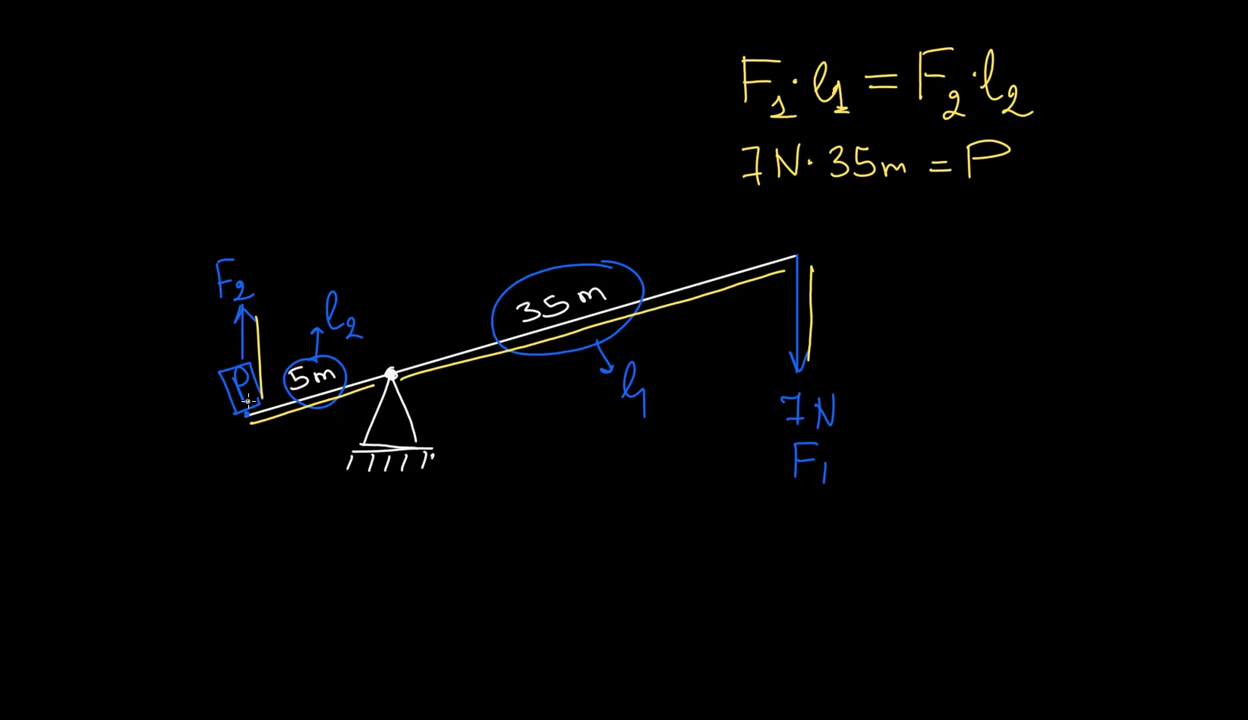 F₁·l₁ = F₂·l₂
7N·35m = P
F₂
l₂
35m
P
5m
l₁
7N
F₁